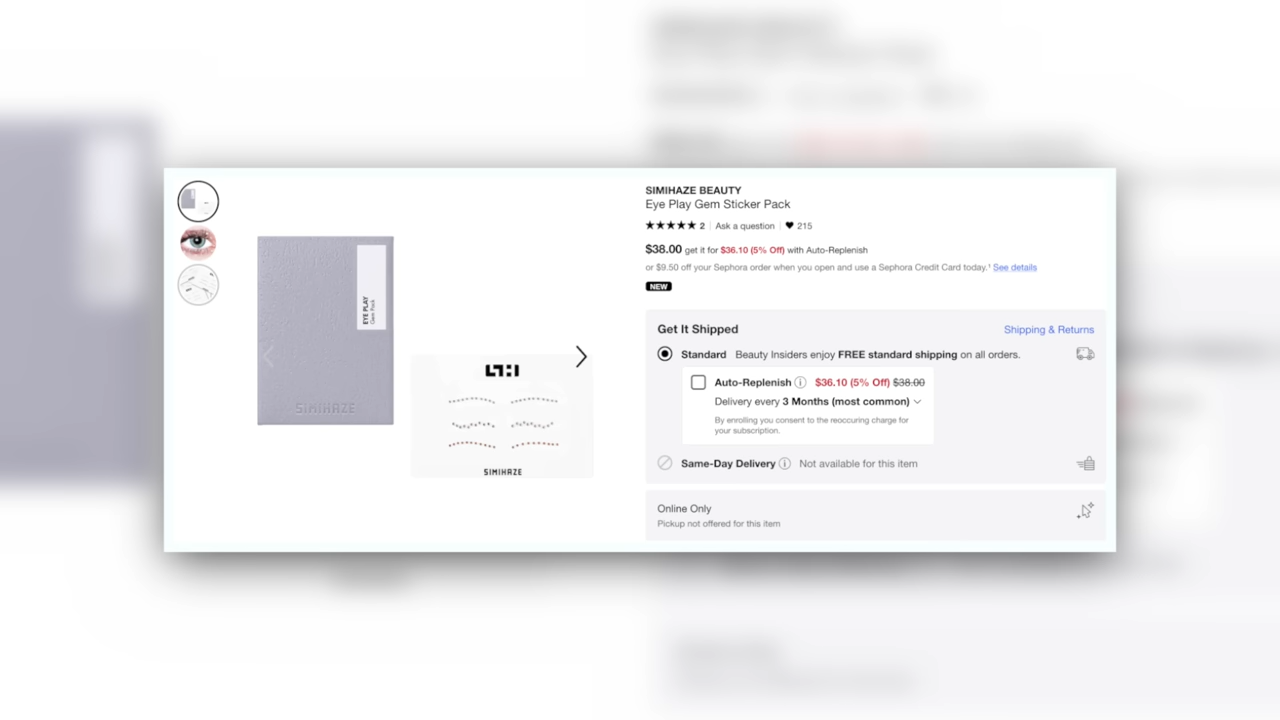 SIMIHAZE BEAUTY
Eye Play Gem Sticker Pack
★★★★★ 2 | Ask a question | ♥ 215
$38.00 get it for $36.10 (5% Off) with Auto-Replenish
or $9.50 off your Sephora order when you open and use a Sephora Credit Card today.¹ See details
NEW
Get It Shipped
Shipping & Returns
Standard Beauty Insiders enjoy FREE standard shipping on all orders.
Auto-Replenish $36.10 (5% Off) $38.00
Delivery every 3 Months (most common)
By enrolling you consent to the reoccuring charge for
your subscription.
Same-Day Delivery Not available for this item
Online Only
Pickup not offered for this item
EYE PLAY
Gem Pack
SIMIHAZE
SIMIHAZE